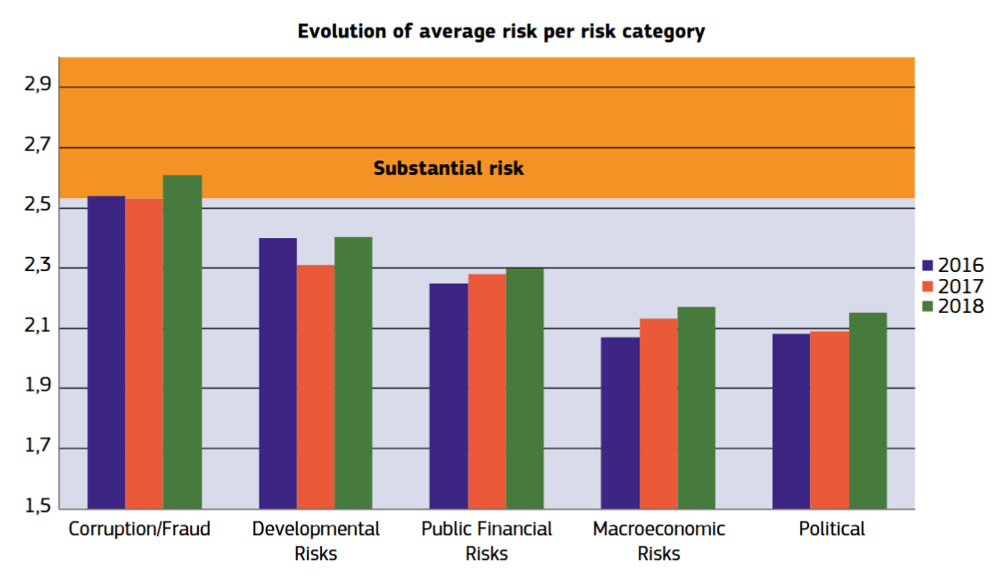 Evolution of average risk per risk category
2,9
2,7
2,5
2,3
2,1
1,9
1,7
1,5
Substantial risk
Corruption/Fraud
Developmental
Risks
Public Financial
Risks
Macroeconomic
Risks
Political
2016
2017
2018